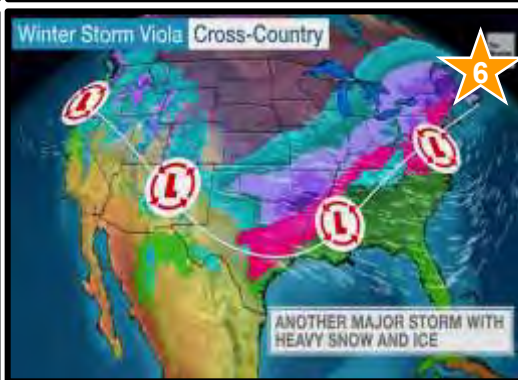 Winter Storm Viola Cross-Country
6
L
L
L
L
ANOTHER MAJOR STORM WITH
HEAVY SNOW AND ICE